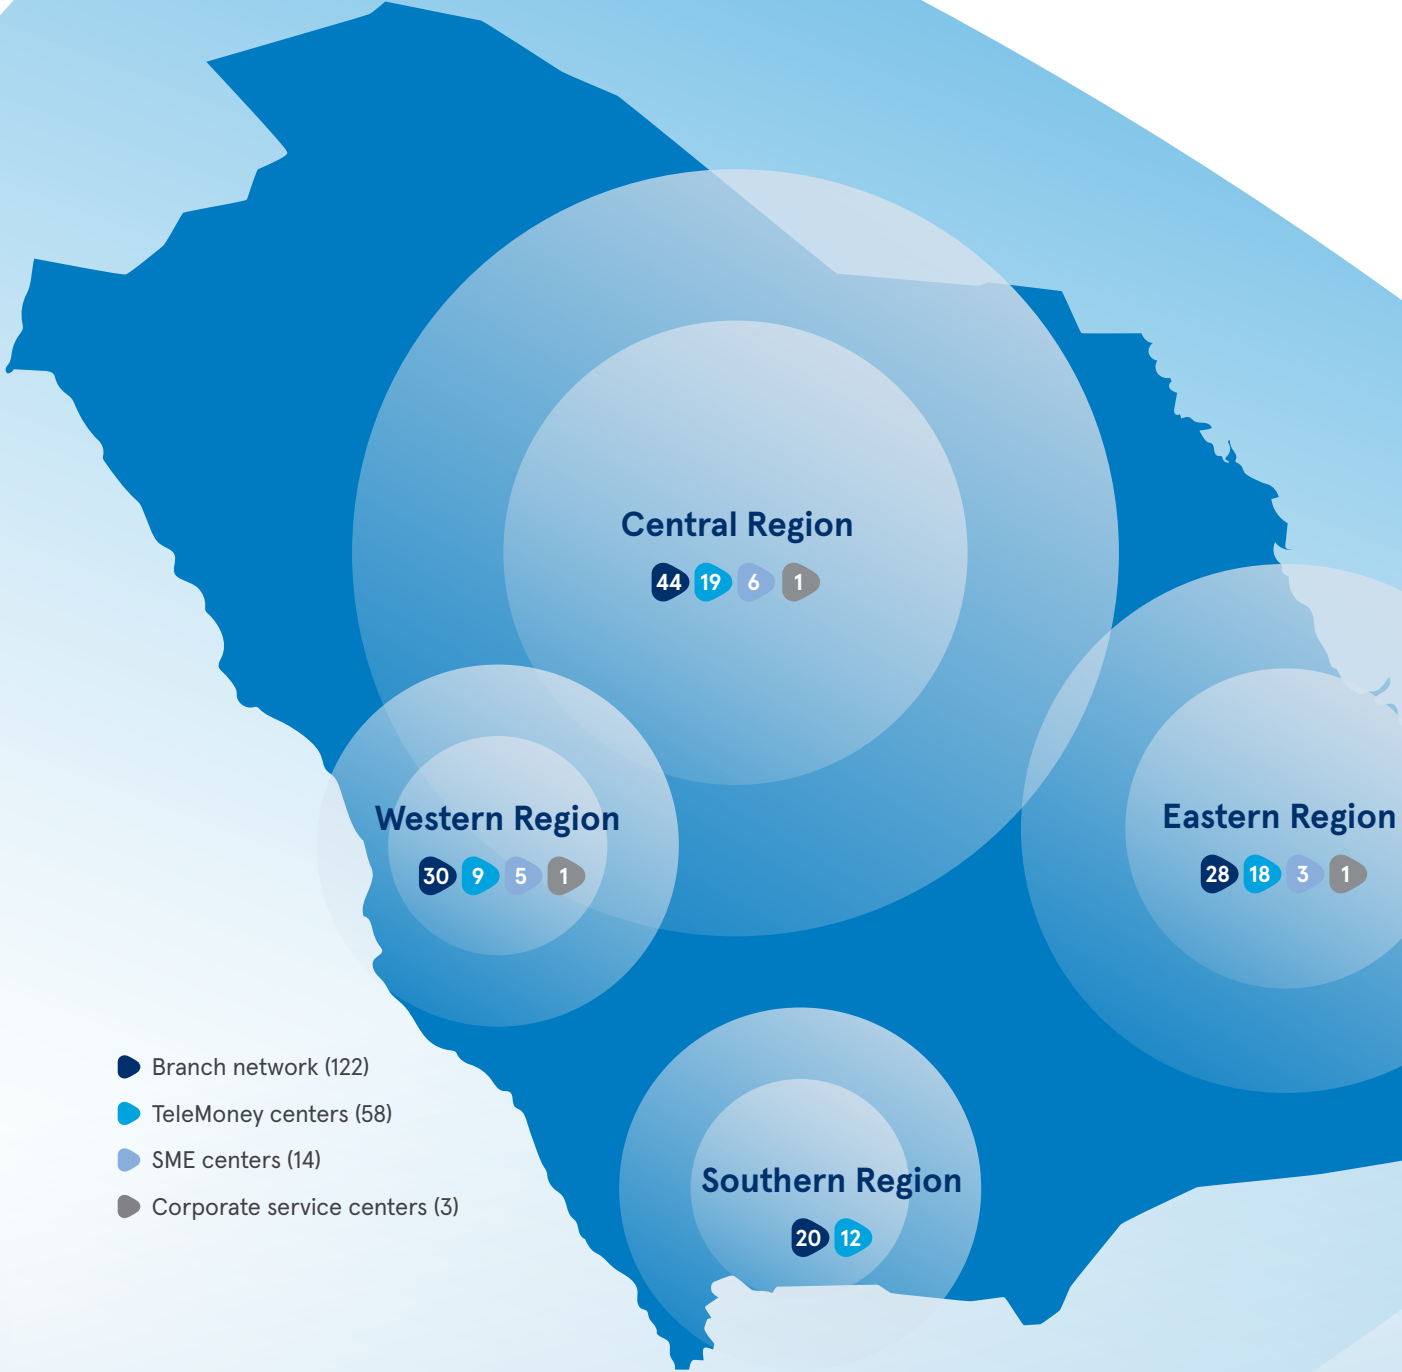 Central Region
44 19 6 1
Western Region
30 9 5 1
Eastern Region
28 18 3 1
Southern Region
20 12
Branch network (122)
TeleMoney centers (58)
SME centers (14)
Corporate service centers (3)